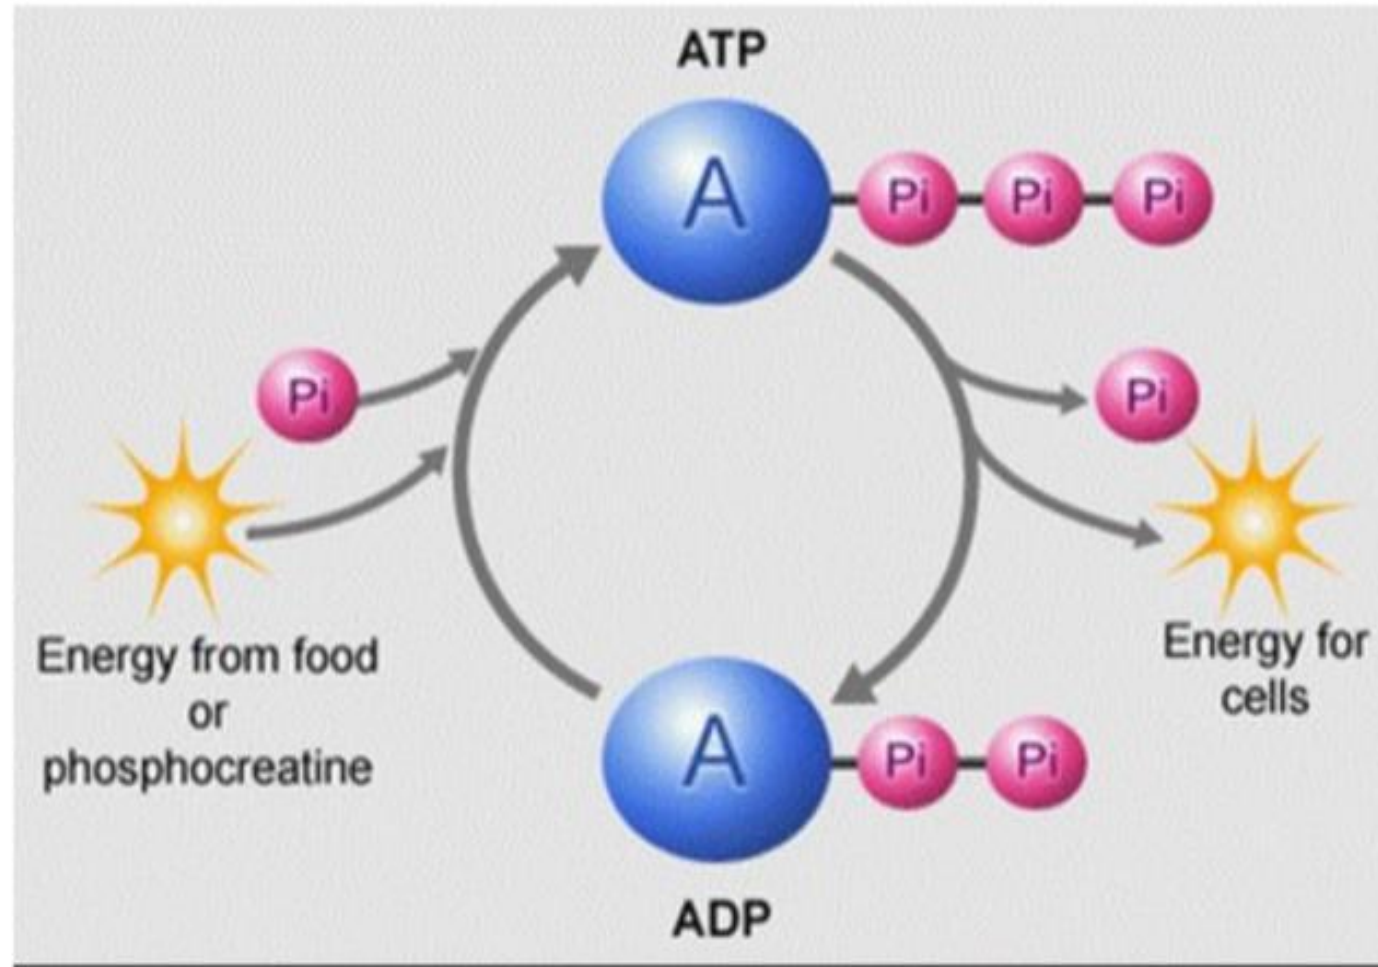 ATP
A Pi Pi Pi
Pi
Pi
Energy from food
or
phosphocreatine
Energy for
cells
A Pi Pi
ADP